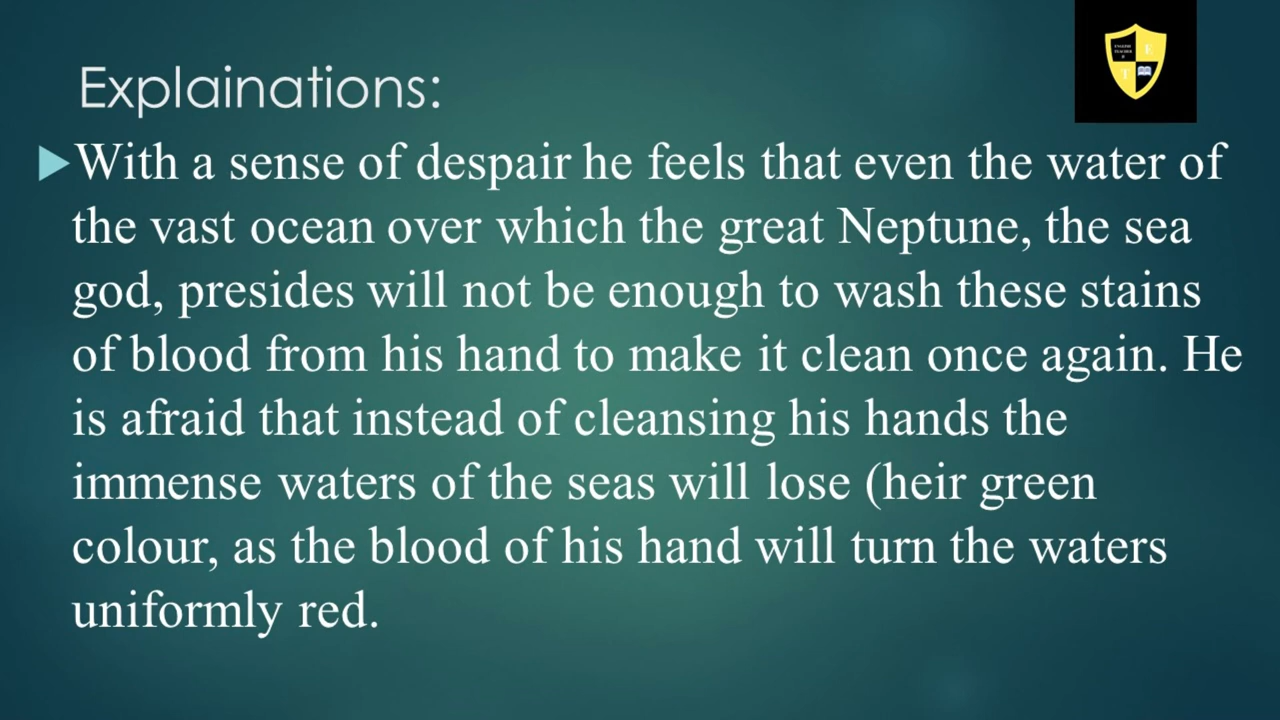 Explainations:
With a sense of despair he feels that even the water of
the vast ocean over which the great Neptune, the sea
god, presides will not be enough to wash these stains
of blood from his hand to make it clean once again. He
is afraid that instead of cleansing his hands the
immense waters of the seas will lose (heir green
colour, as the blood of his hand will turn the waters
uniformly red.
E
T